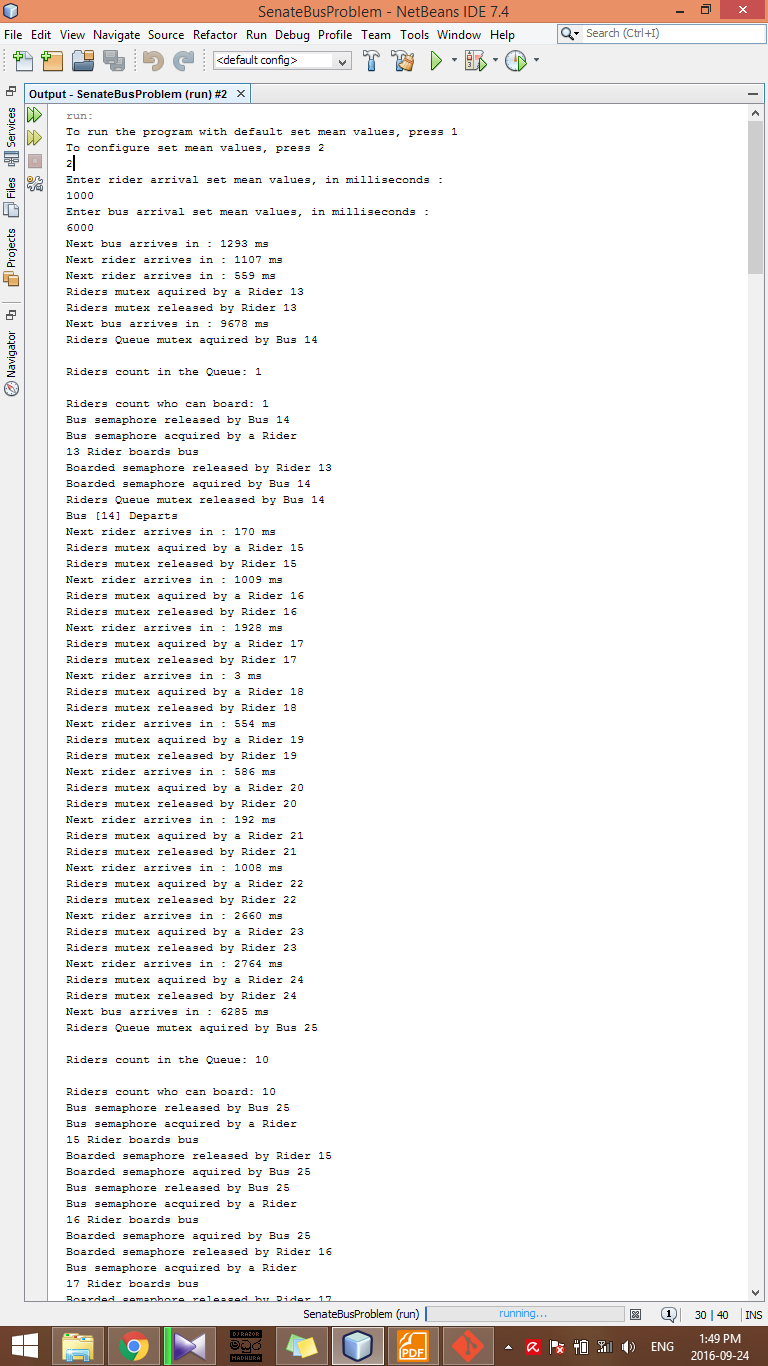 SenateBusProblem - NetBeans IDE 7.4
File Edit View Navigate Source Refactor Run Debug Profile Team Tools Window Help
Search (Ctrl+I)
<default config>
Output - SenateBusProblem (run) #2
Services
Files
Projects
Navigator
run:
To run the program with default set mean values, press 1
To configure set mean values, press 2
2
Enter rider arrival set mean values, in milliseconds :
1000
Enter bus arrival set mean values, in milliseconds :
6000
Next bus arrives in : 1293 ms
Next rider arrives in : 1107 ms
Next rider arrives in : 559 ms
Riders mutex aquired by a Rider 13
Riders mutex released by Rider 13
Next bus arrives in : 9678 ms
Riders Queue mutex aquired by Bus 14
Riders count in the Queue: 1
Riders count who can board: 1
Bus semaphore released by Bus 14
Bus semaphore acquired by a Rider
13 Rider boards bus
Boarded semaphore released by Rider 13
Boarded semaphore aquired by Bus 14
Riders Queue mutex released by Bus 14
Bus [14] Departs
Next rider arrives in : 170 ms
Riders mutex aquired by a Rider 15
Riders mutex released by Rider 15
Next rider arrives in : 1009 ms
Riders mutex aquired by a Rider 16
Riders mutex released by Rider 16
Next rider arrives in : 1928 ms
Riders mutex aquired by a Rider 17
Riders mutex released by Rider 17
Next rider arrives in : 3 ms
Riders mutex aquired by a Rider 18
Riders mutex released by Rider 18
Next rider arrives in : 554 ms
Riders mutex aquired by a Rider 19
Riders mutex released by Rider 19
Next rider arrives in : 586 ms
Riders mutex aquired by a Rider 20
Riders mutex released by Rider 20
Next rider arrives in : 192 ms
Riders mutex aquired by a Rider 21
Riders mutex released by Rider 21
Next rider arrives in : 1008 ms
Riders mutex aquired by a Rider 22
Riders mutex released by Rider 22
Next rider arrives in : 2660 ms
Riders mutex aquired by a Rider 23
Riders mutex released by Rider 23
Next rider arrives in : 2764 ms
Riders mutex aquired by a Rider 24
Riders mutex released by Rider 24
Next bus arrives in : 6285 ms
Riders Queue mutex aquired by Bus 25
Riders count in the Queue: 10
Riders count who can board: 10
Bus semaphore released by Bus 25
Bus semaphore acquired by a Rider
15 Rider boards bus
Boarded semaphore released by Rider 15
Boarded semaphore aquired by Bus 25
Bus semaphore released by Bus 25
Bus semaphore acquired by a Rider
16 Rider boards bus
Boarded semaphore aquired by Bus 25
Boarded semaphore released by Rider 16
Bus semaphore acquired by a Rider
17 Rider boards bus
Boarded semaphore released by Rider 17
SenateBusProblem (run)
running...
1
30 | 40
INS
D/RAZOR
MADHURA
PDF
ENG
1:49 PM
2016-09-24